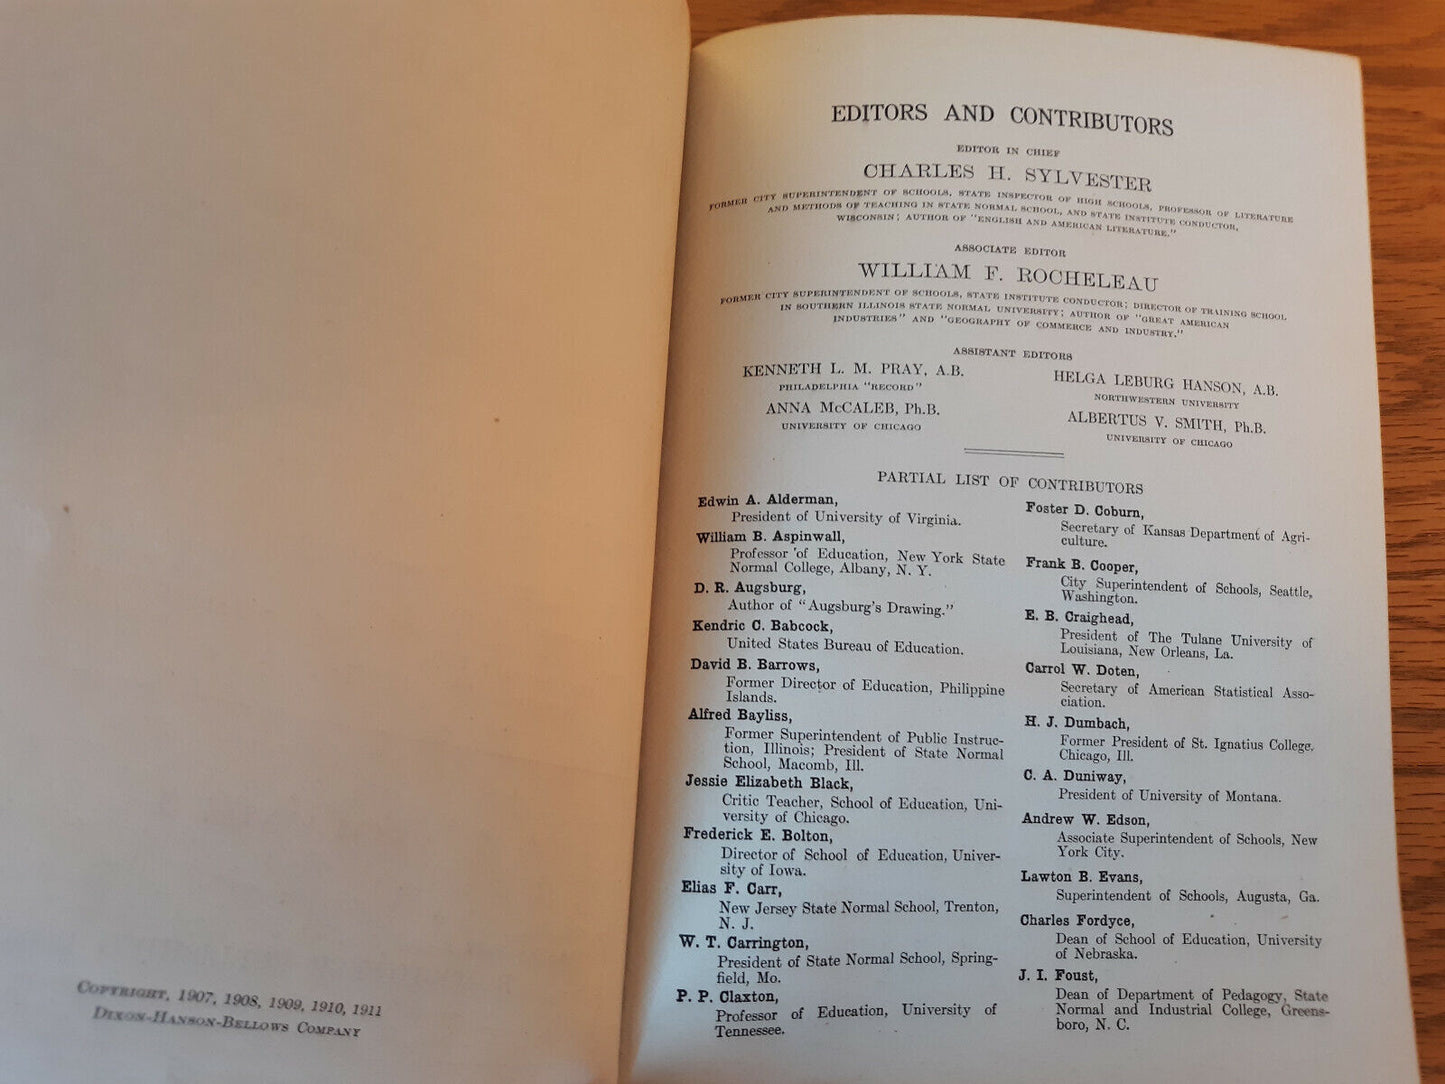 Copyright, 1907, 1908, 1909, 1910, 1911
Dixon-Hanson-Bellows Company
EDITORS AND CONTRIBUTORS
EDITOR IN CHIEF
CHARLES H. SYLVESTER
FORMER CITY SUPERINTENDENT OF SCHOOLS, STATE INSPECTOR OF HIGH SCHOOLS, PROFESSOR OF LITERATURE
AND METHODS OF TEACHING IN STATE NORMAL SCHOOL, AND STATE INSTITUTE CONDUCTOR,
WISCONSIN; AUTHOR OF "ENGLISH AND AMERICAN LITERATURE."
ASSOCIATE EDITOR
WILLIAM F. ROCHELEAU
FORMER CITY SUPERINTENDENT OF SCHOOLS, STATE INSTITUTE CONDUCTOR; DIRECTOR OF TRAINING SCHOOL
IN SOUTHERN ILLINOIS STATE NORMAL UNIVERSITY; AUTHOR OF "GREAT AMERICAN
INDUSTRIES" AND "GEOGRAPHY OF COMMERCE AND INDUSTRY."
ASSISTANT EDITORS
KENNETH L. M. PRAY, A.B.
PHILADELPHIA "RECORD"
ANNA McCALEB, Ph.B.
UNIVERSITY OF CHICAGO
HELGA LEBURG HANSON, A.B.
NORTHWESTERN UNIVERSITY
ALBERTUS V. SMITH, Ph.B.
UNIVERSITY OF CHICAGO
PARTIAL LIST OF CONTRIBUTORS
Edwin A. Alderman,
President of University of Virginia.
William B. Aspinwall,
Professor of Education, New York State
Normal College, Albany, N. Y.
D. R. Augsburg,
Author of "Augsburg's Drawing."
Kendric C. Babcock,
United States Bureau of Education.
David B. Barrows,
Former Director of Education, Philippine
Islands.
Alfred Bayliss,
Former Superintendent of Public Instruc-
tion, Illinois; President of State Normal
School, Macomb, Ill.
Jessie Elizabeth Black,
Critic Teacher, School of Education, Uni-
versity of Chicago.
Frederick E. Bolton,
Director of School of Education, Univer-
sity of Iowa.
Elias F. Carr,
New Jersey State Normal School, Trenton,
N. J.
W. T. Carrington,
President of State Normal School, Spring-
field, Mo.
P. P. Claxton,
Professor of Education, University of
Tennessee.
Foster D. Coburn,
Secretary of Kansas Department of Agri-
culture.
Frank B. Cooper,
City Superintendent of Schools, Seattle,
Washington.
E. B. Craighead,
President of The Tulane University of
Louisiana, New Orleans, La.
Carrol W. Doten,
Secretary of American Statistical Asso-
ciation.
H. J. Dumbach,
Former President of St. Ignatius College,
Chicago, Ill.
C. A. Duniway,
President of University of Montana.
Andrew W. Edson,
Associate Superintendent of Schools, New
York City.
Lawton B. Evans,
Superintendent of Schools, Augusta, Ga.
Charles Fordyce,
Dean of School of Education, University
of Nebraska.
J. I. Foust,
Dean of Department of Pedagogy, State
Normal and Industrial College, Greens-
boro, N. C.